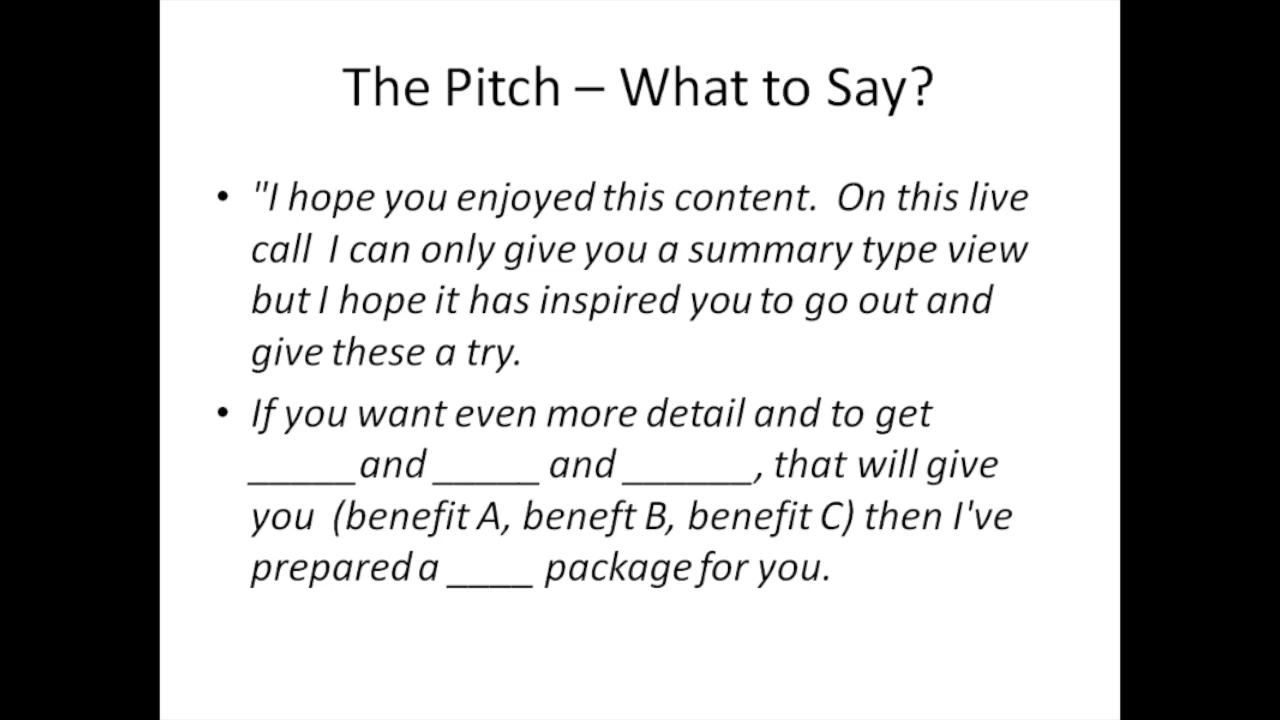 The Pitch – What to Say?
• "I hope you enjoyed this content.  On this live
call  I can only give you a summary type view
but I hope it has inspired you to go out and
give these a try.
• If you want even more detail and to get
_____and _____ and ______, that will give
you  (benefit A, beneft B, benefit C) then I've
prepared a ____ package for you.